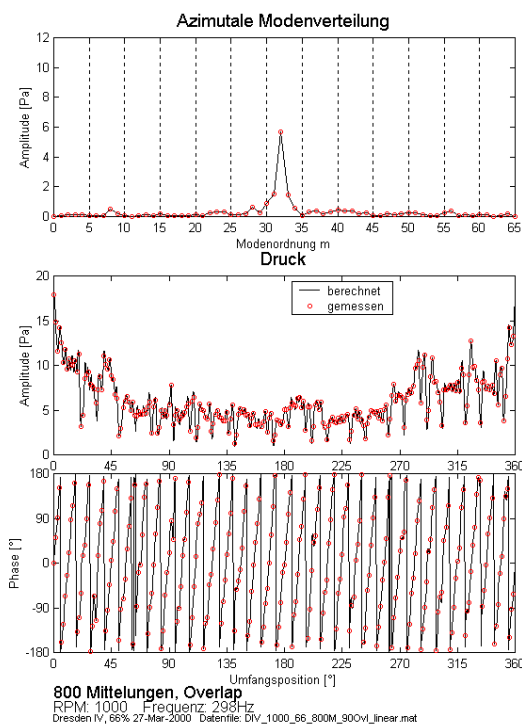 Azimutale Modenverteilung
12
10
8
6
4
2
0
Amplitude [Pa]
0 5 10 15 20 25 30 35 40 45 50 55 60 65
Modenordnung m
Druck
20
15
10
5
0
Amplitude [Pa]
berechnet
gemessen
0 45 90 135 180 225 270 315 360
180
90
0
-90
-180
Phase [°]
0 45 90 135 180 225 270 315 360
Umfangsposition [°]
800 Mittelungen, Overlap
RPM: 1000 Frequenz: 298Hz
Dresden IV, 66% 27-Mar-2000 Datenfile: DIV_1000_66_800M_90Ovl_linear.mat